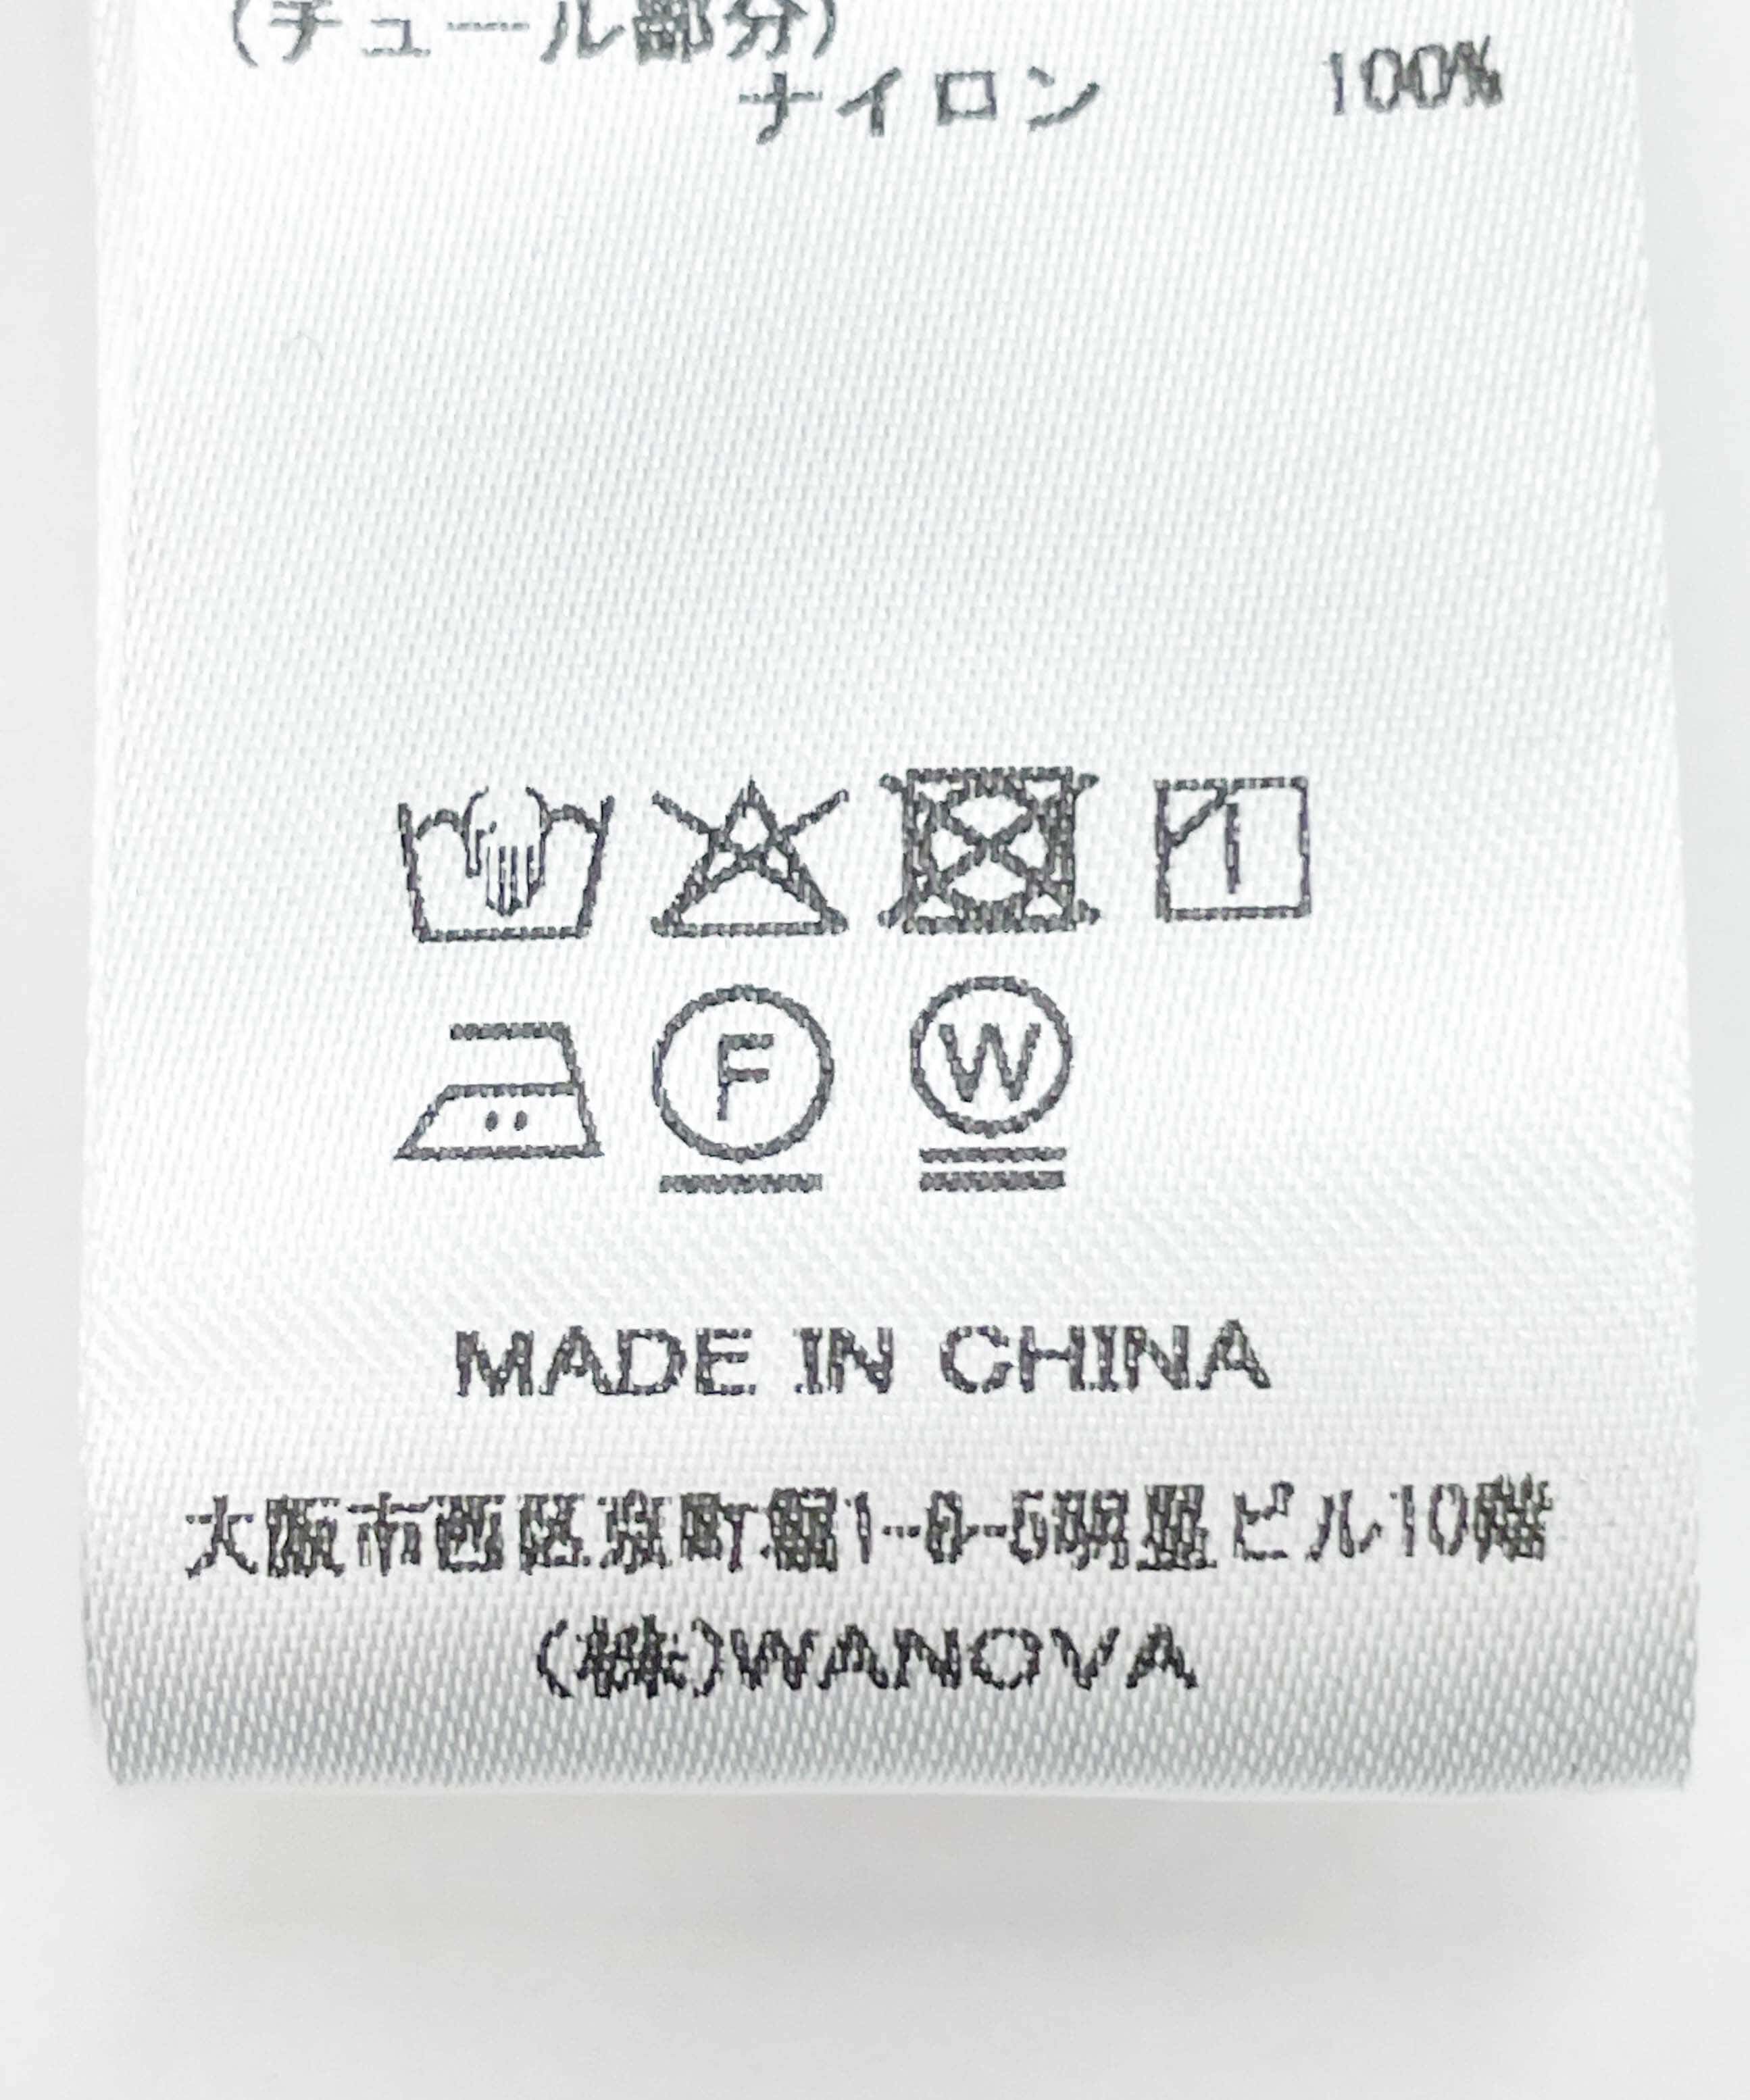 (チュール部分)
ナイロン 100%
F W
MADE IN CHINA
大阪市西区京町堀1-8-5明星ビル10階
(株)WANOVA